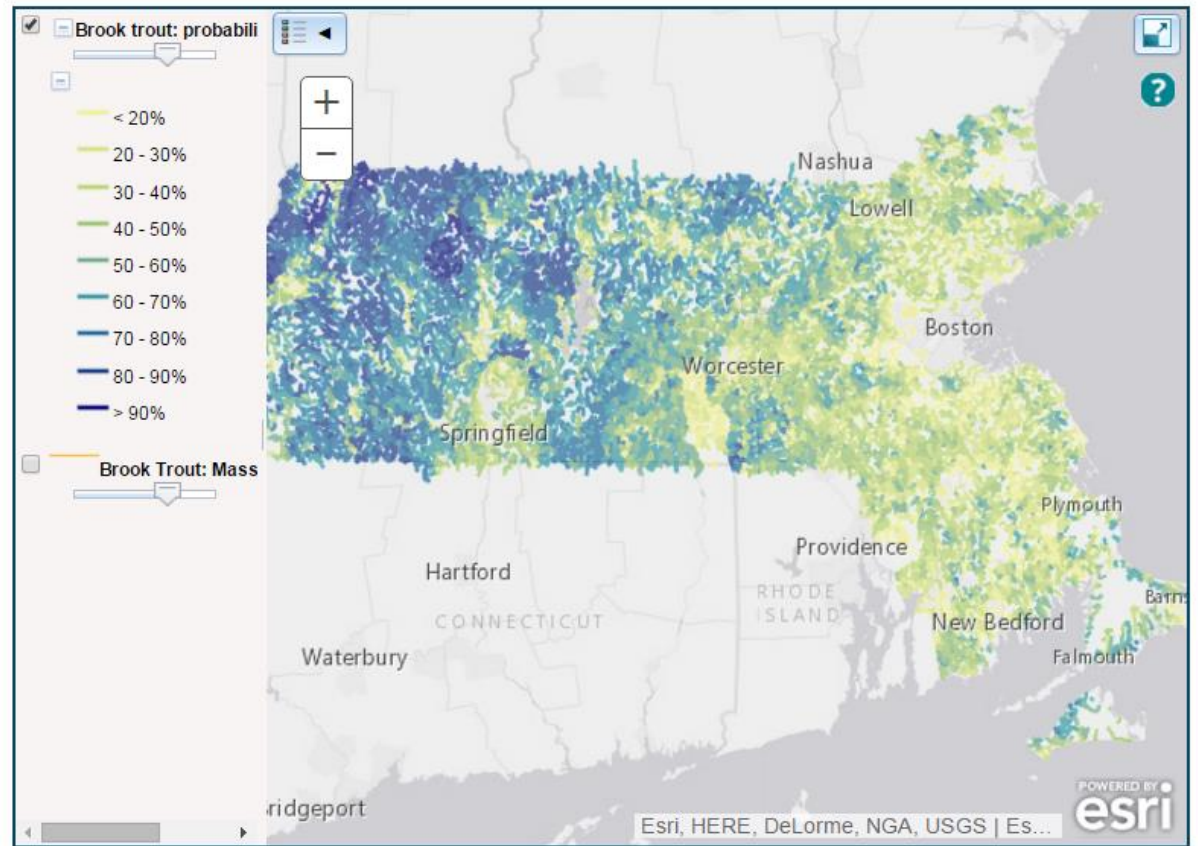 Brook trout: probabili
< 20%
20 - 30%
30 - 40%
40 - 50%
50 - 60%
60 - 70%
70 - 80%
80 - 90%
> 90%
Brook Trout: Mass
+
−
?
Nashua
Lowell
Boston
Worcester
Springfield
Plymouth
Providence
Hartford
RHODE
ISLAND
CONNECTICUT
Barns
New Bedford
Waterbury
Falmouth
ridgeport
Esri, HERE, DeLorme, NGA, USGS | Es...
POWERED BY
esri